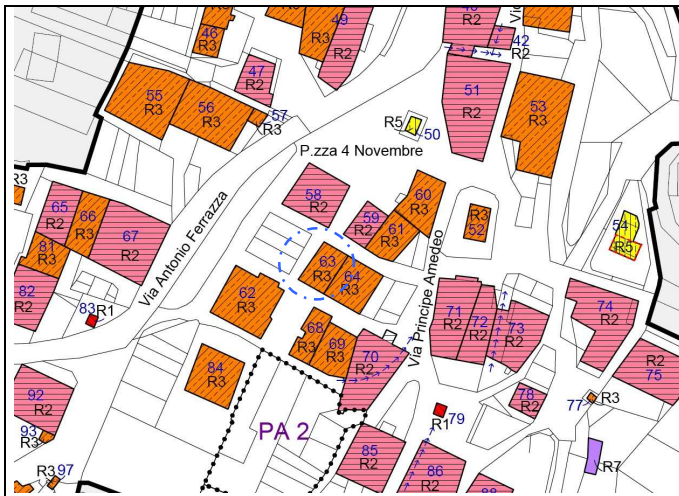 46
R3
R3
49
R2
R2
42
R2
47
R2
55
R3
56
R3
57
R3
51
R2
53
R3
R5
50
P.zza 4 Novembre
R3
58
R2
59
R2
60
R3
61
R3
R3
52
54
R5
65
R2
66
R3
67
R2
81
R3
82
R2
83
R1
Via Antonio Ferrazza
63
R3
64
R3
62
R3
Via Principe Amedeo
71
R2
72
R2
73
R2
74
R2
68
R3
69
R3
70
R2
84
R3
R2
75
78
R2
77
R3
92
R2
93
R3
R3
97
PA 2
R1
79
85
R2
86
R2
R7